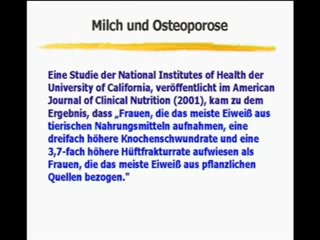 Milch und Osteoporose
Eine Studie der National Institutes of Health der
University of California, veröffentlicht im American
Journal of Clinical Nutrition (2001), kam zu dem
Ergebnis, dass „Frauen, die das meiste Eiweiß aus
tierischen Nahrungsmitteln aufnahmen, eine
dreifach höhere Knochenschwundrate und eine
3,7-fach höhere Hüftfrakturrate aufwiesen als
Frauen, die das meiste Eiweiß aus pflanzlichen
Quellen bezogen."